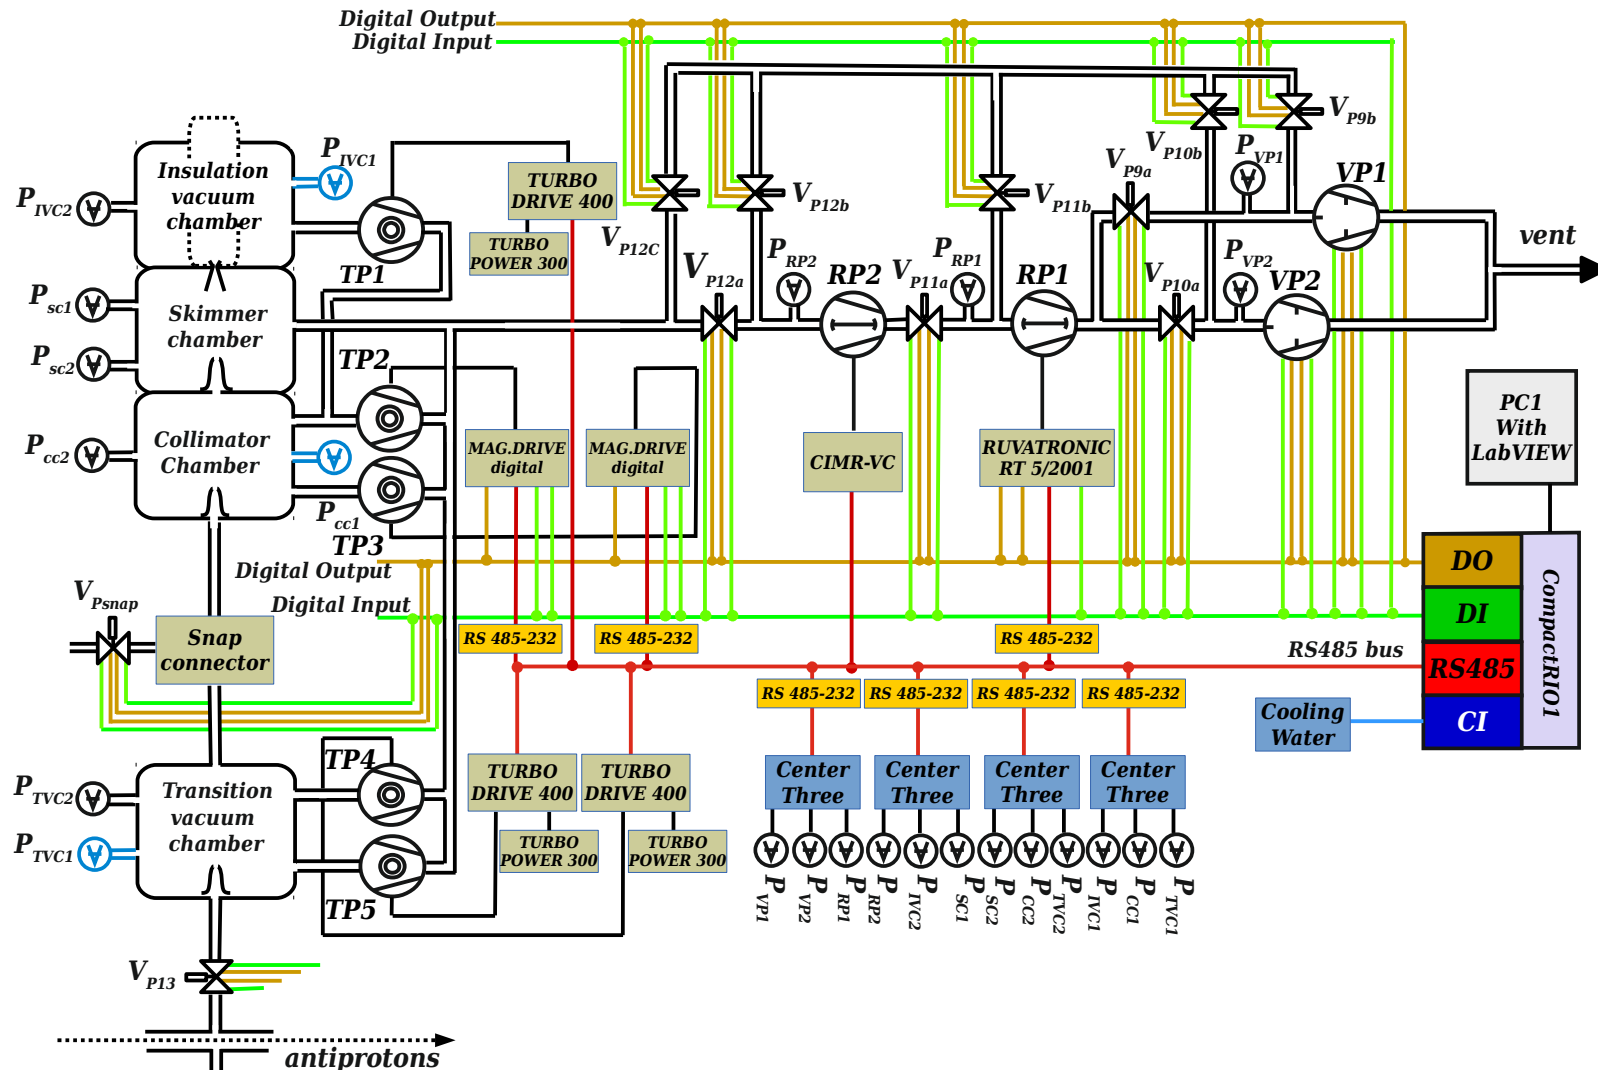 Digital Output
Digital Input
P IVC1
Insulation
vacuum
chamber
P IVC2
TP1
TURBO
DRIVE 400
TURBO
POWER 300
V P12C
V P12b
V P11b
V P10b
V P9b
V P9a
P VP1
VP1
vent
P sc1
P sc2
Skimmer
chamber
V P12a
P RP2
RP2
V P11a
P RP1
RP1
V P10a
P VP2
VP2
TP2
P cc2
Collimator
Chamber
P cc1
TP3
MAG.DRIVE
digital
MAG.DRIVE
digital
CIMR-VC
RUVATRONIC
RT 5/2001
PC1
With
LabVIEW
Digital Output
Digital Input
DO
DI
RS485
CI
CompactRIO1
V Psnap
Snap
connector
RS 485-232
RS 485-232
RS 485-232
RS485 bus
RS 485-232
RS 485-232
RS 485-232
RS 485-232
Cooling
Water
TP4
P TVC2
P TVC1
Transition
vacuum
chamber
TP5
TURBO
DRIVE 400
TURBO
DRIVE 400
TURBO
POWER 300
TURBO
POWER 300
Center
Three
Center
Three
Center
Three
Center
Three
P VP1
P VP2
P RP1
P RP2
P IVC2
P SC1
P SC2
P CC2
P TVC2
P IVC1
P CC1
P TVC1
V P13
antiprotons